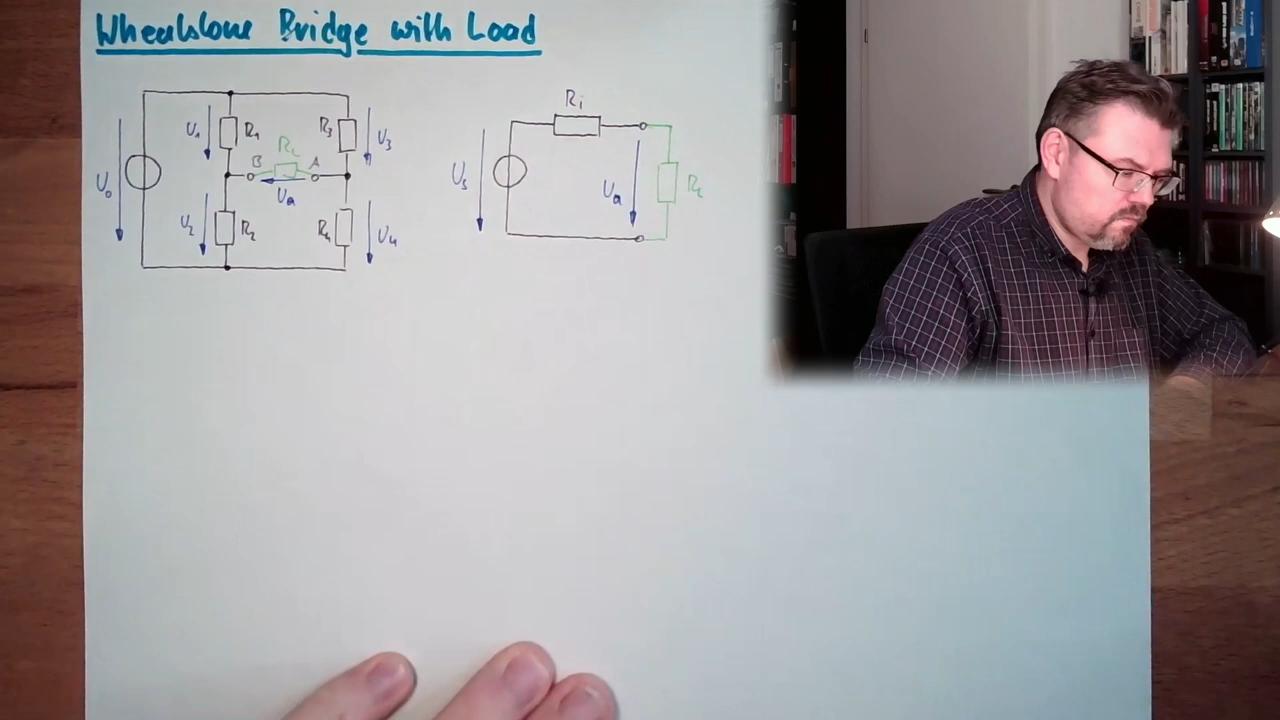 Wheatstone Bridge with Load
U₀ U₁ R₁ R₃ U₃
B R_L A
U_a
U₂ R₂ R₄ U₄
R_i
U_s U_a R_L